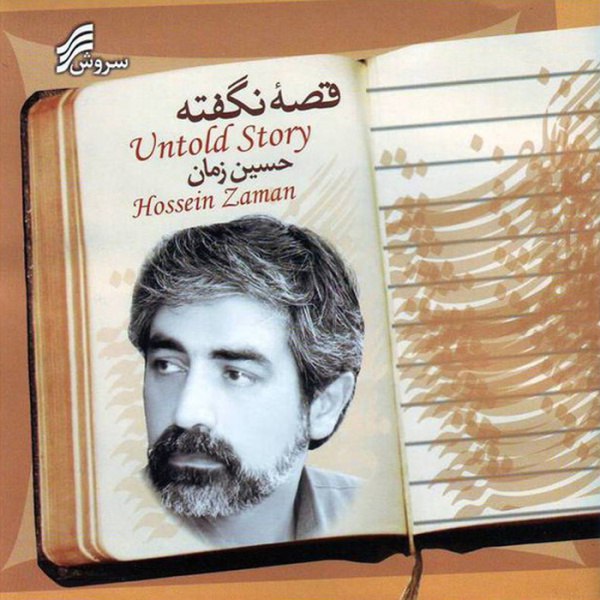 سروش
قصهٔ نگفته
Untold Story
حسین زمان
Hossein Zaman